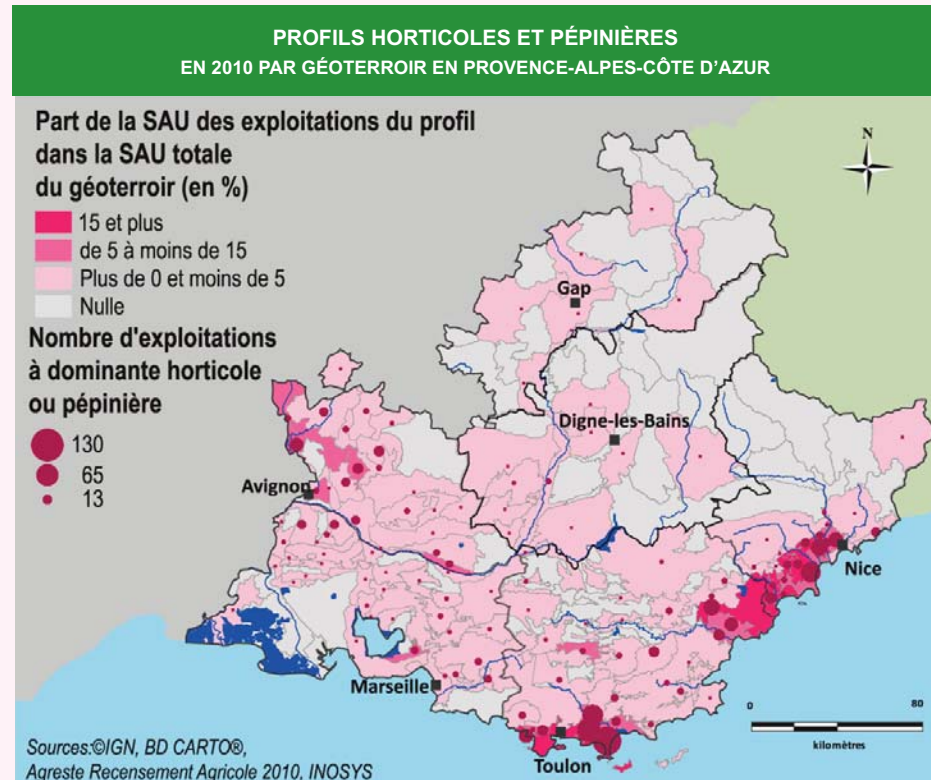 PROFILS HORTICOLES ET PÉPINIÈRES
EN 2010 PAR GÉOTERROIR EN PROVENCE-ALPES-CÔTE D'AZUR
Part de la SAU des exploitations du profil
dans la SAU totale
du géoterroir (en %)
15 et plus
de 5 à moins de 15
Plus de 0 et moins de 5
Nulle
Nombre d'exploitations
à dominante horticole
ou pépinière
130
65
13
N
Gap
Digne-les-Bains
Avignon
Nice
Marseille
Toulon
0 80
kilomètres
Sources:©IGN, BD CARTO®,
Agreste Recensement Agricole 2010, INOSYS